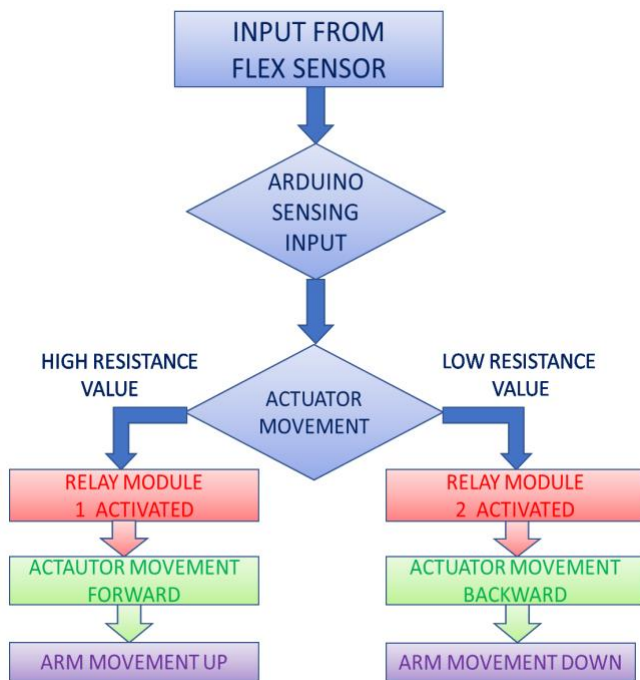 INPUT FROM
FLEX SENSOR
ARDUINO
SENSING
INPUT
HIGH RESISTANCE
VALUE
LOW RESISTANCE
VALUE
ACTUATOR
MOVEMENT
RELAY MODULE
1 ACTIVATED
RELAY MODULE
2 ACTIVATED
ACTAUTOR MOVEMENT
FORWARD
ACTUATOR MOVEMENT
BACKWARD
ARM MOVEMENT UP
ARM MOVEMENT DOWN